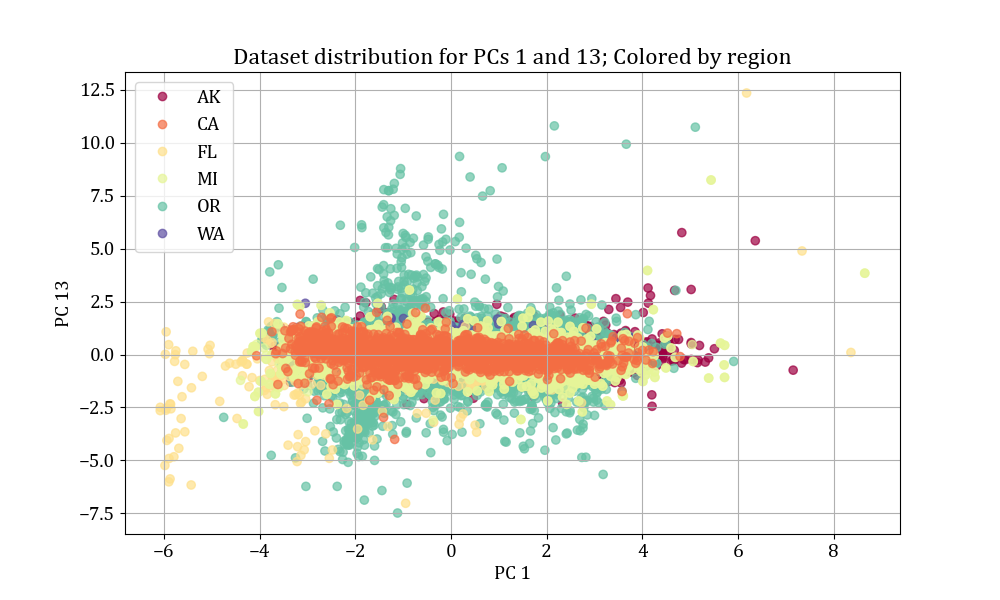 Dataset distribution for PCs 1 and 13; Colored by region
12.5
10.0
7.5
5.0
2.5
0.0
−2.5
−5.0
−7.5
PC 13
AK
CA
FL
MI
OR
WA
−6 −4 −2 0 2 4 6 8
PC 1